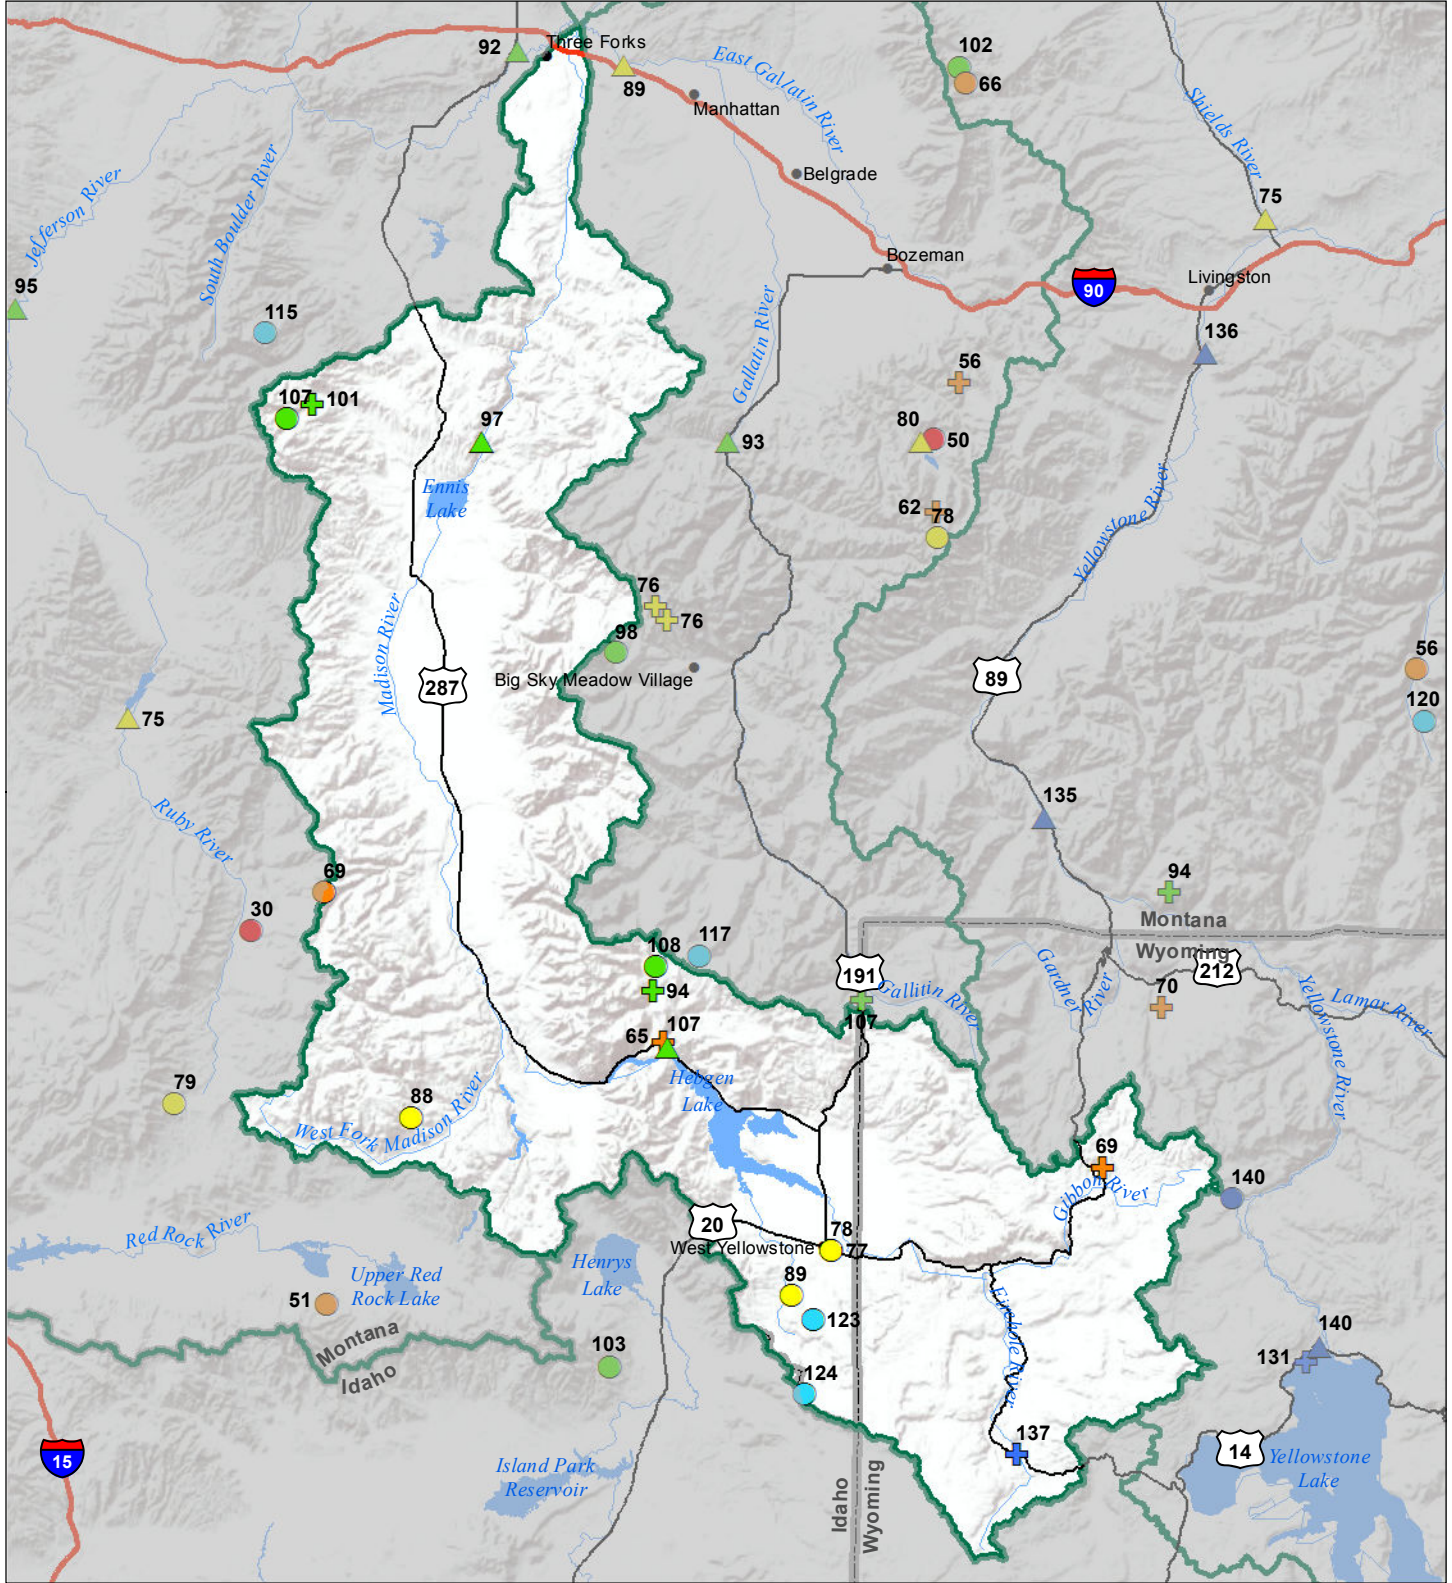 92
Three Forks
89
102
66
East Gallatin River
Manhattan
Shields River
Belgrade
Jefferson River
South Boulder River
75
Bozeman
90
Livingston
95
115
Gallatin River
136
56
107
101
97
93
80
50
Ennis
Lake
62
78
Yellowstone River
76
76
Madison River
98
Big Sky Meadow Village
287
89
56
120
75
135
Ruby River
69
94
30
Montana
Wyoming
108
117
191
Gallitin River
Gardner
River
212
94
107
70
Yellowstone River
Lamar River
65
107
Hebgen
Lake
79
88
West Fork Madison River
69
Gibbon River
140
Red Rock River
20
78
West Yellowstone
77
Henrys
Lake
Upper Red
Rock Lake
51
89
123
Firehole River
Montana
Idaho
103
140
131
124
137
15
14
Yellowstone
Lake
Island Park
Reservoir
Idaho
Wyoming